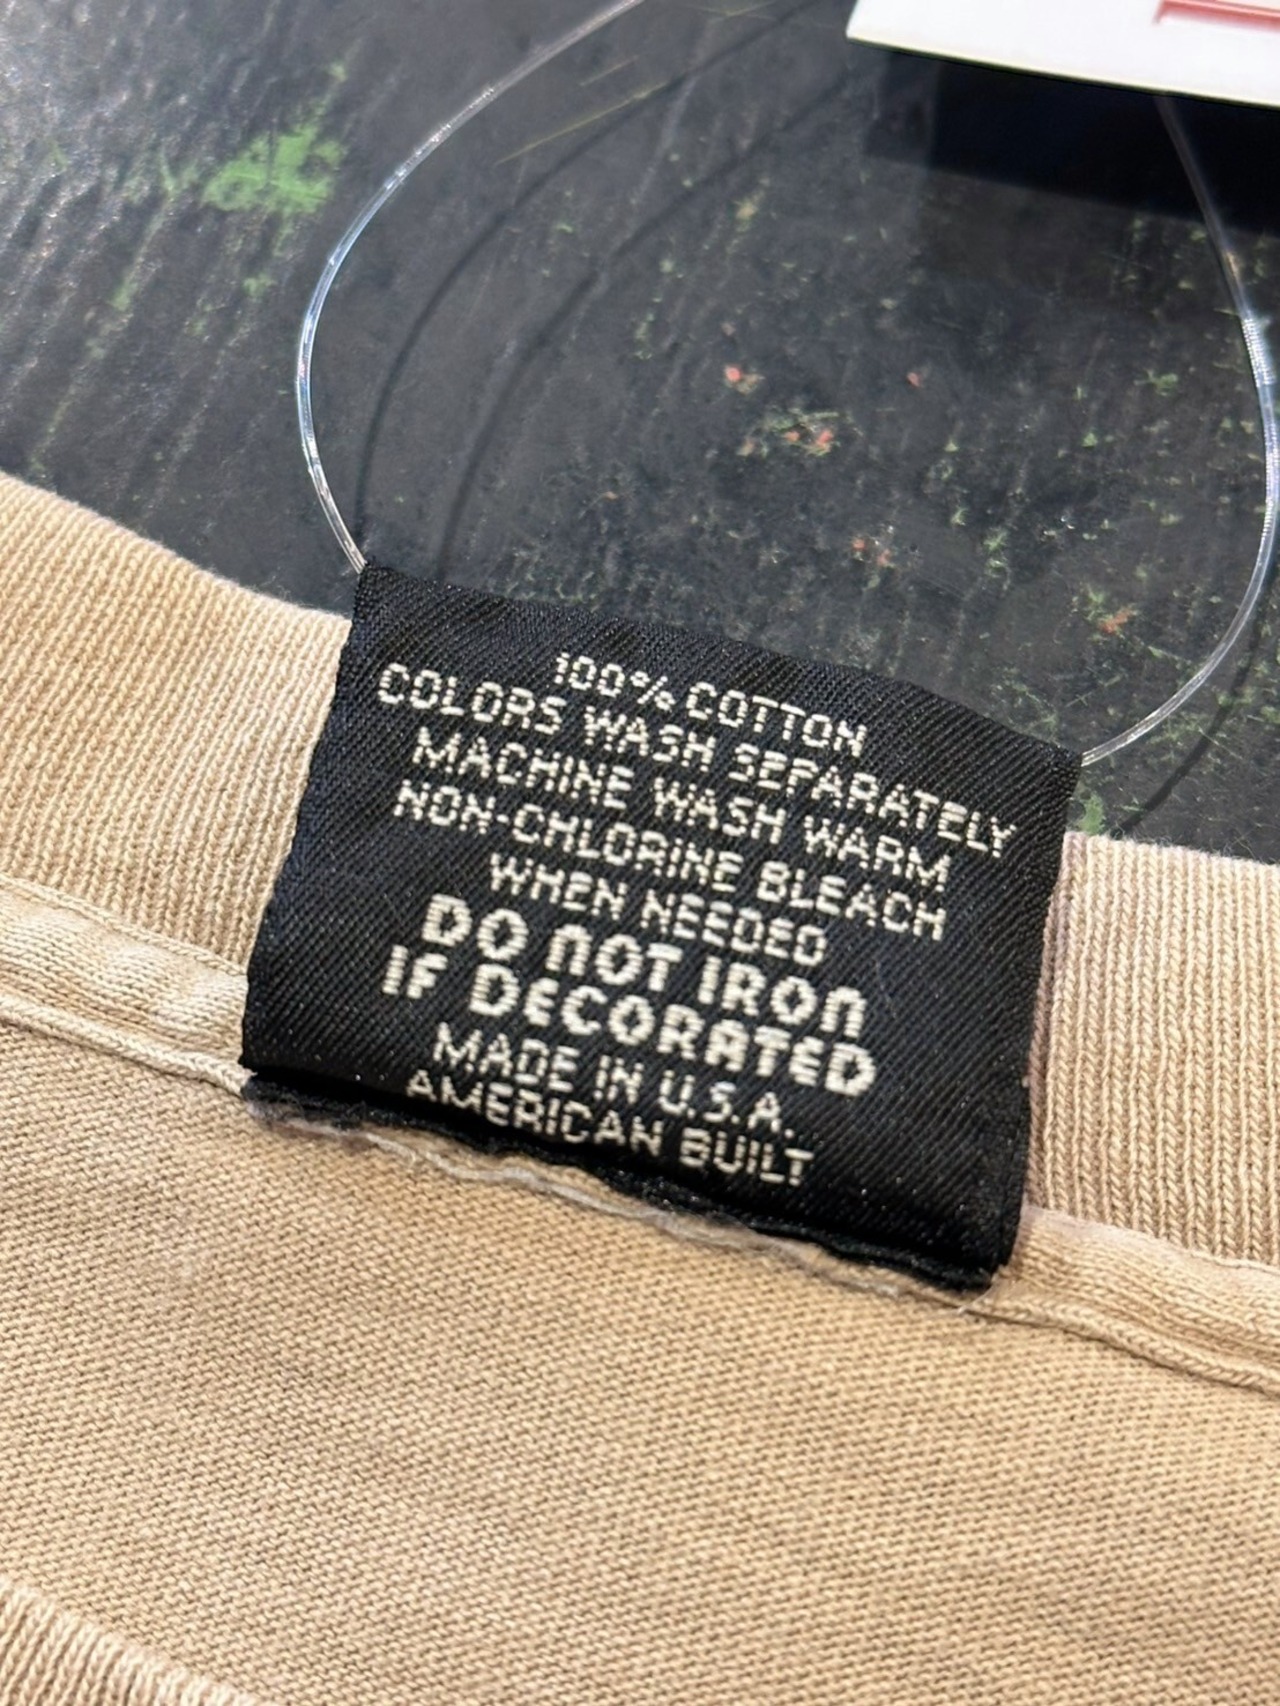 100% COTTON
COLORS WASH SEPARATELY
MACHINE WASH WARM
NON-CHLORINE BLEACH
WHEN NEEDED
DO NOT IRON
IF DECORATED
MADE IN U.S.A.
AMERICAN BUILT